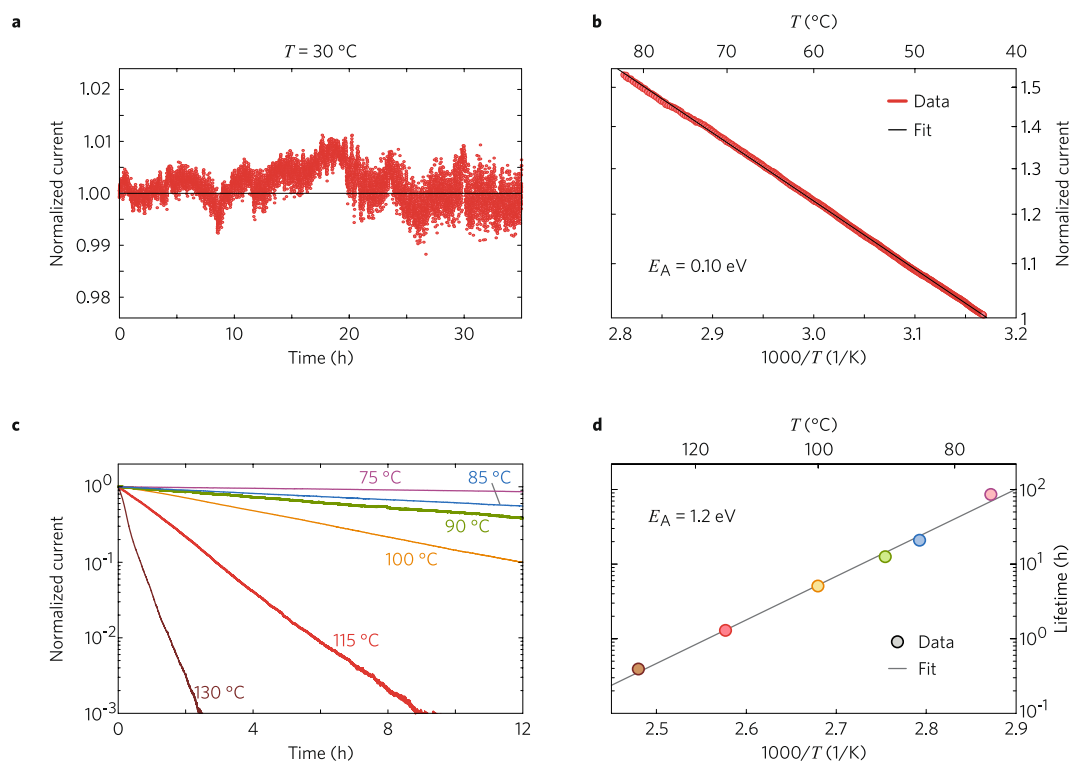 a
T = 30 °C
1.02
1.01
1.00
0.99
0.98
Normalized current
0 10 20 30
Time (h)
b
T (°C)
80 70 60 50 40
1.5
1.4
1.3
1.2
1.1
1
Normalized current
Data
Fit
E_A = 0.10 eV
2.8 2.9 3.0 3.1 3.2
1000/T (1/K)
c
10^0
10^-1
10^-2
10^-3
Normalized current
75 °C
85 °C
90 °C
100 °C
115 °C
130 °C
0 4 8 12
Time (h)
d
T (°C)
120 100 80
E_A = 1.2 eV
10^2
10^1
10^0
10^-1
Lifetime (h)
Data
Fit
2.5 2.6 2.7 2.8 2.9
1000/T (1/K)